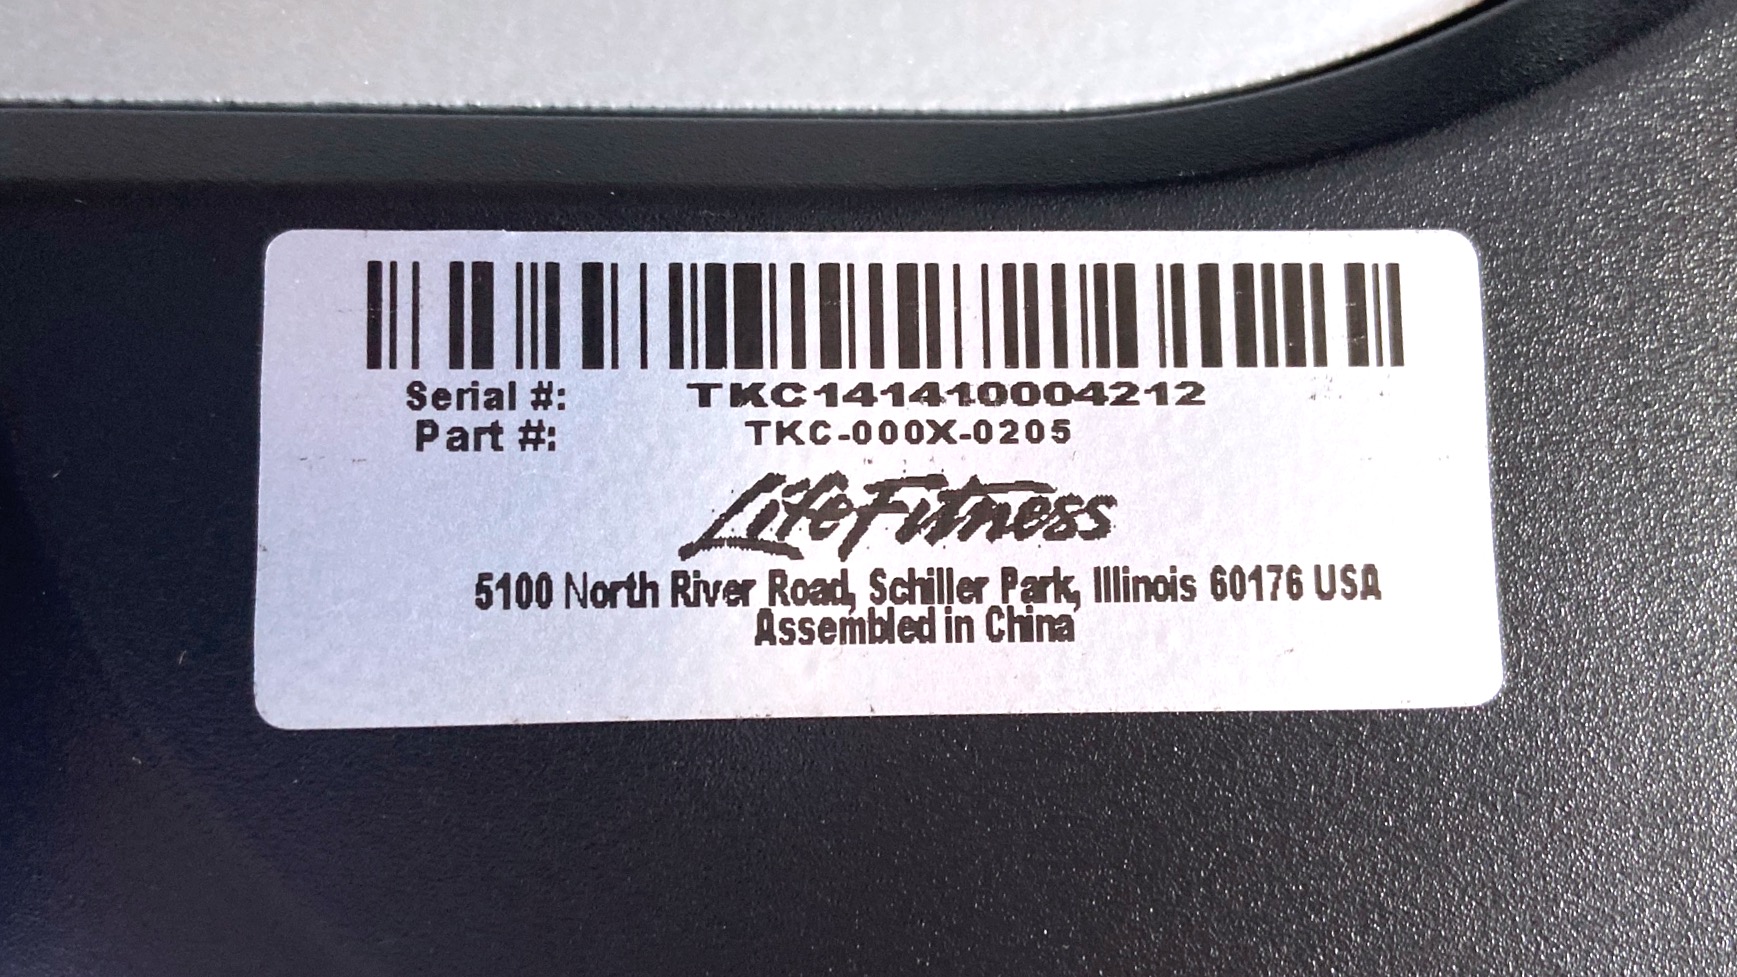 Serial #: TKC141410004212
Part #: TKC-000X-0205
LifeFitness
5100 North River Road, Schiller Park, Illinois 60176 USA
Assembled in China